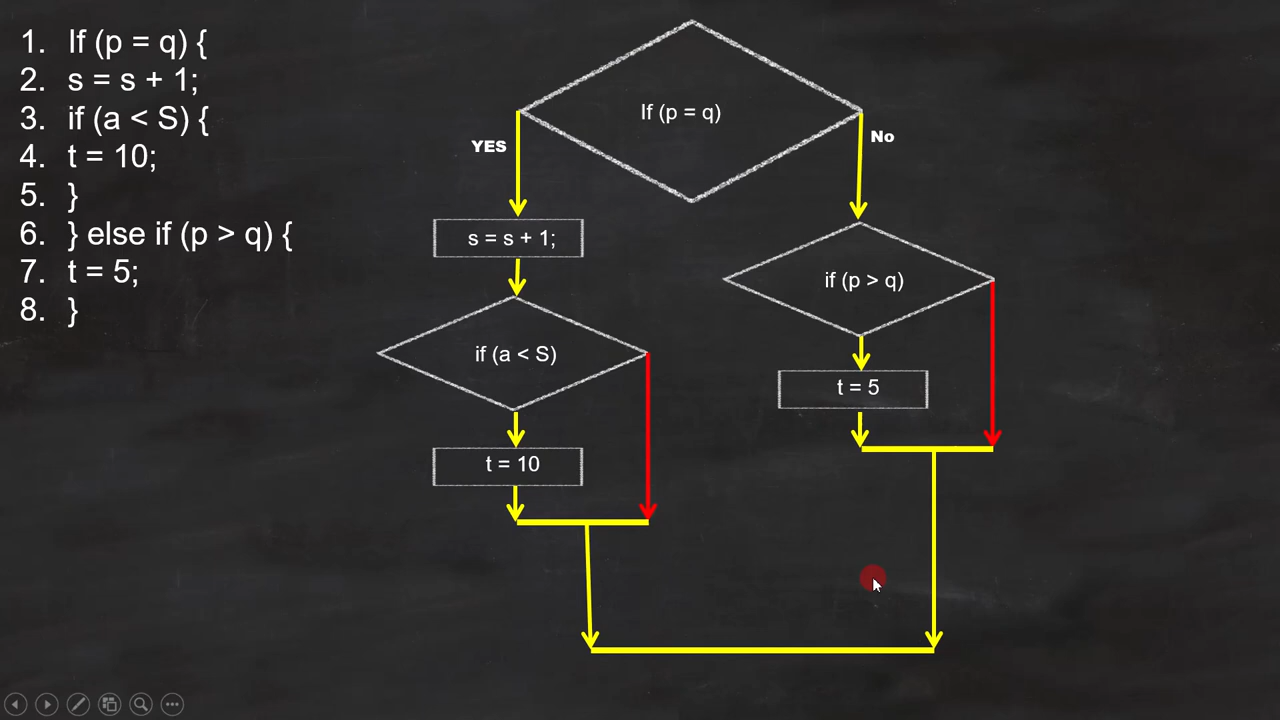 1. If (p = q) {
2. s = s + 1;
3. if (a < S) {
4. t = 10;
5. }
6. } else if (p > q) {
7. t = 5;
8. }
If (p = q)
YES
No
s = s + 1;
if (p > q)
if (a < S)
t = 5
t = 10